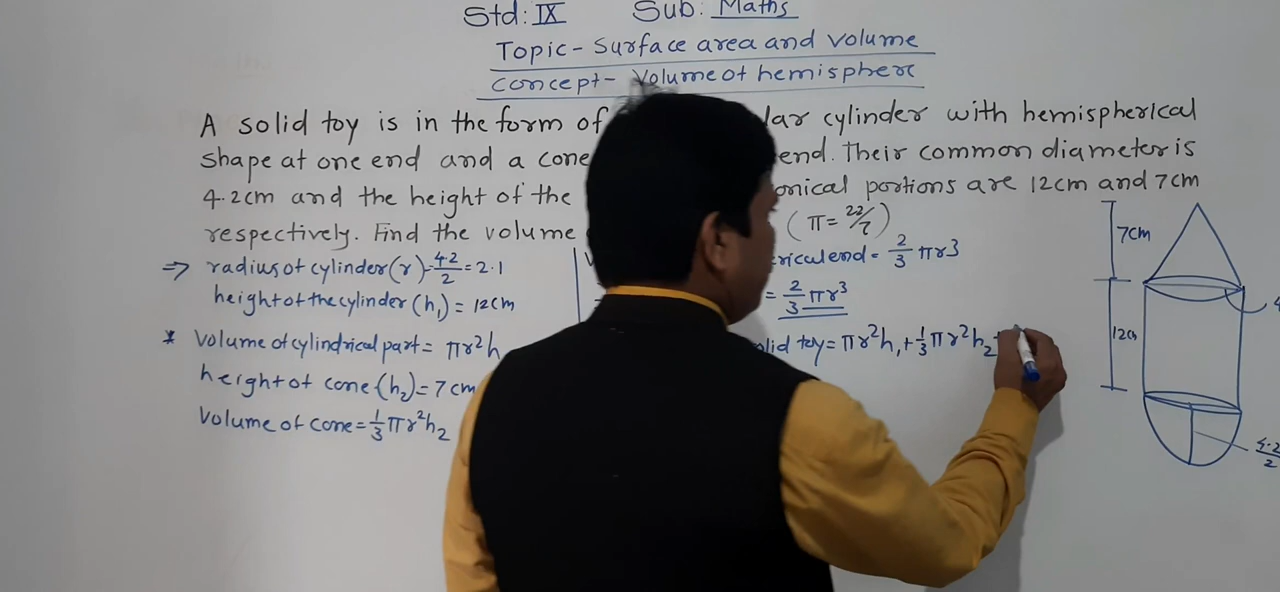 Std: IX Sub: Maths
Topic - Surface area and volume
Concept - Volume of hemisphere
A solid toy is in the form of lar cylinder with hemispherical
shape at one end and a cone end. Their common diameter is
4.2cm and the height of the onical portions are 12cm and 7cm
respectively. Find the volume (π = 22/7)
⇒ radius of cylinder (r) = 4.2/2 = 2.1
height of the cylinder (h₁) = 12cm
* Volume of cylindrical part = πr²h
height of cone (h₂) = 7cm
Volume of cone = 1/3 πr²h₂
rical end = 2/3 πr3
= 2/3 πr³
solid toy = πr²h₁ + 1/3 πr²h₂ +
7cm
12cm
4.2/2